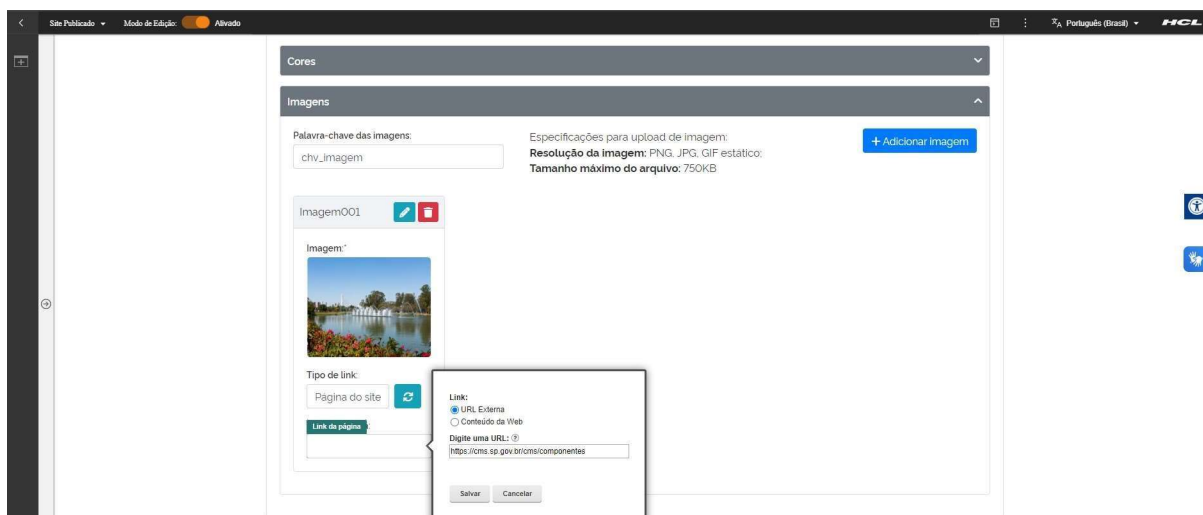 Site Publicado
Modo de Edição:
Ativado
Português (Brasil)
HCL
Cores
Imagens
Palavra-chave das imagens:
chv_imagem
Especificações para upload de imagem:
Resolução da imagem: PNG, JPG, GIF estático;
Tamanho máximo do arquivo: 750KB
+ Adicionar imagem
Imagem001
Imagem:*
Tipo de link:
Página do site
Link da página
Link:
URL Externa
Conteúdo da Web
Digite uma URL:
https://cms.sp.gov.br/cms/componentes
Salvar
Cancelar